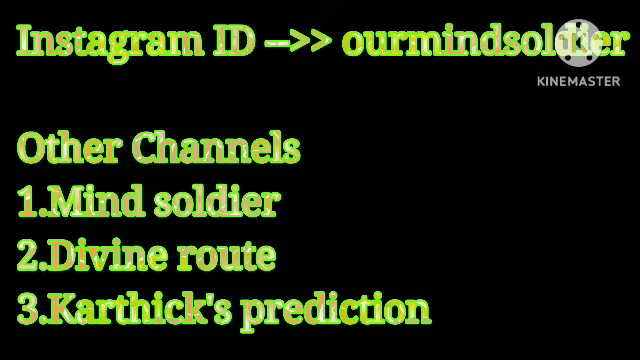 Instagram ID -->> ourmindsoldier
KINEMASTER
Other Channels
1.Mind soldier
2.Divine route
3.Karthick's prediction